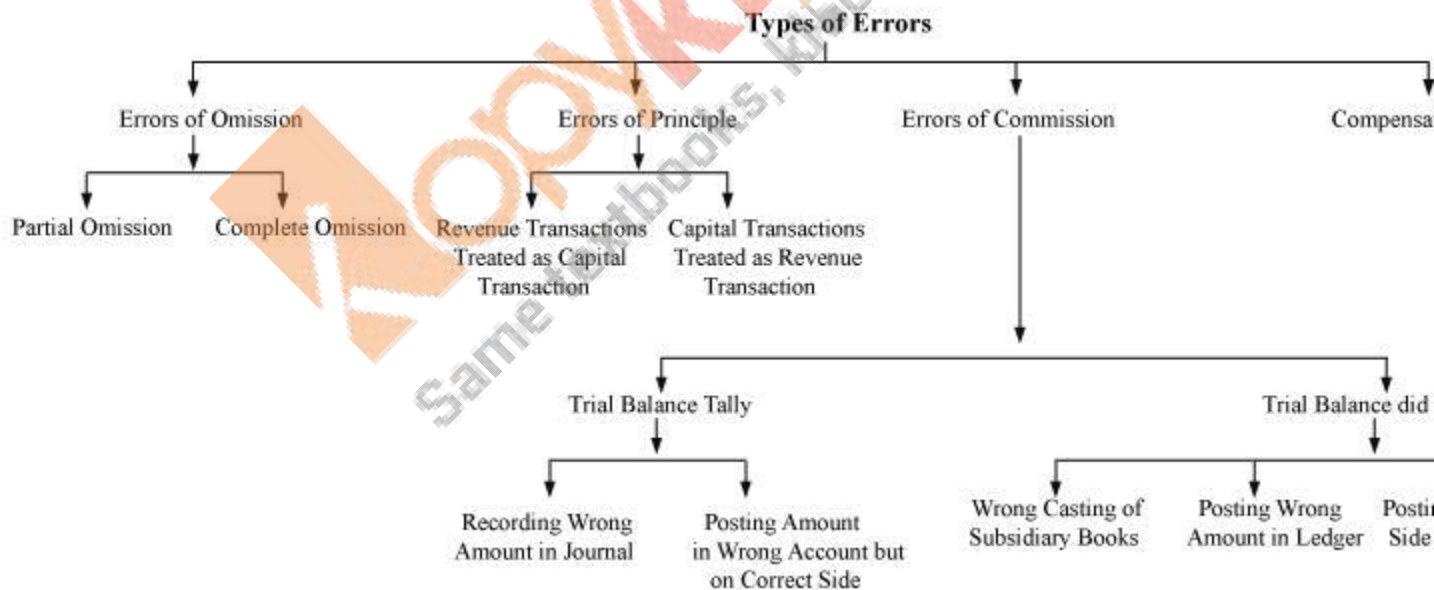 Types of Errors
Errors of Omission
Errors of Principle
Errors of Commission
Compensa
Partial Omission
Complete Omission
Revenue Transactions
Treated as Capital
Transaction
Capital Transactions
Treated as Revenue
Transaction
Trial Balance Tally
Trial Balance did
Recording Wrong
Amount in Journal
Posting Amount
in Wrong Account but
on Correct Side
Wrong Casting of
Subsidiary Books
Posting Wrong
Amount in Ledger
Postin
Side
Same textbooks,